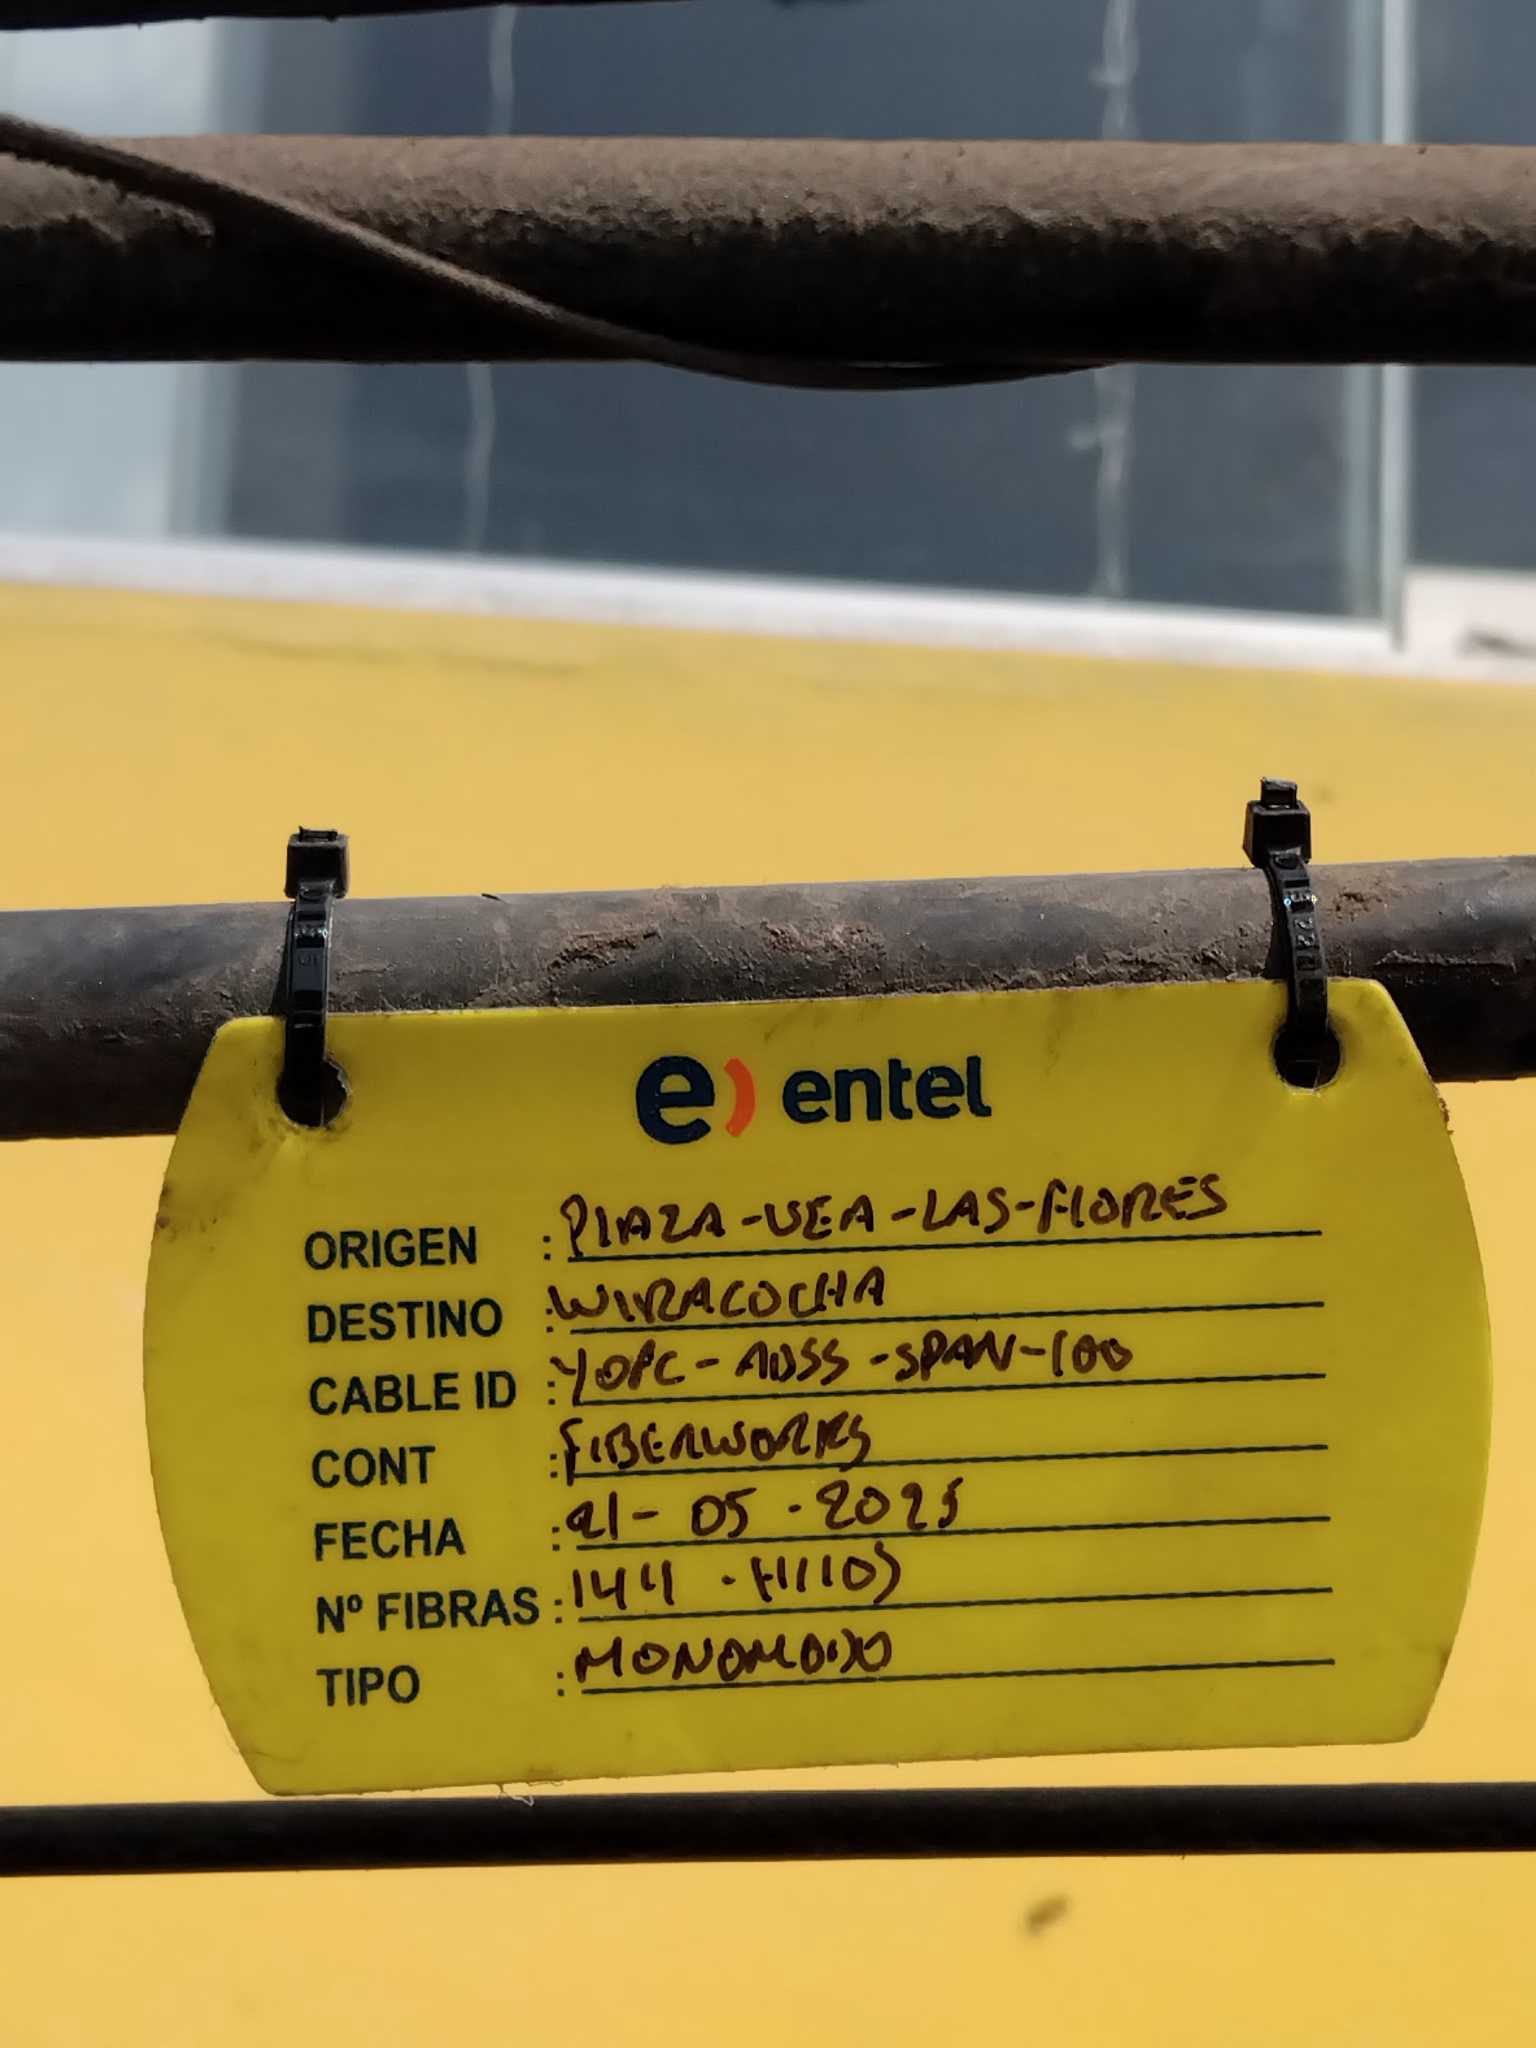 e) entel
ORIGEN : PlAZA-VEA-LAS-FlORES
DESTINO : WIRACOCHA
CABLE ID : YOFC-ADSS-SPAN-100
CONT : FIBERWORKS
FECHA : 21-05-2025
Nº FIBRAS : 144-HIlOS
TIPO : MONOMODO